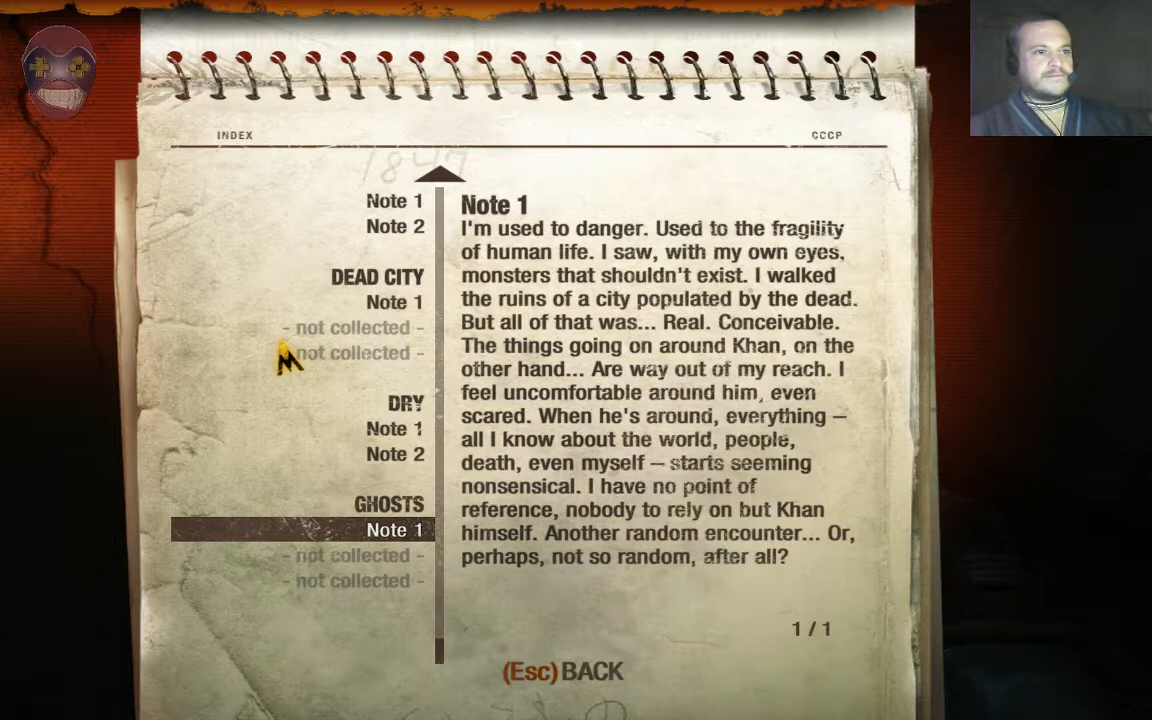 INDEX
CCCP
1849
Note 1
Note 2
DEAD CITY
Note 1
- not collected -
not collected -
DRY
Note 1
Note 2
GHOSTS
Note 1
- not collected -
- not collected -
Note 1
I'm used to danger. Used to the fragility
of human life. I saw, with my own eyes,
monsters that shouldn't exist. I walked
the ruins of a city populated by the dead.
But all of that was... Real. Conceivable.
The things going on around Khan, on the
other hand... Are way out of my reach. I
feel uncomfortable around him, even
scared. When he's around, everything –
all I know about the world, people,
death, even myself – starts seeming
nonsensical. I have no point of
reference, nobody to rely on but Khan
himself. Another random encounter... Or,
perhaps, not so random, after all?
1 / 1
(Esc) BACK